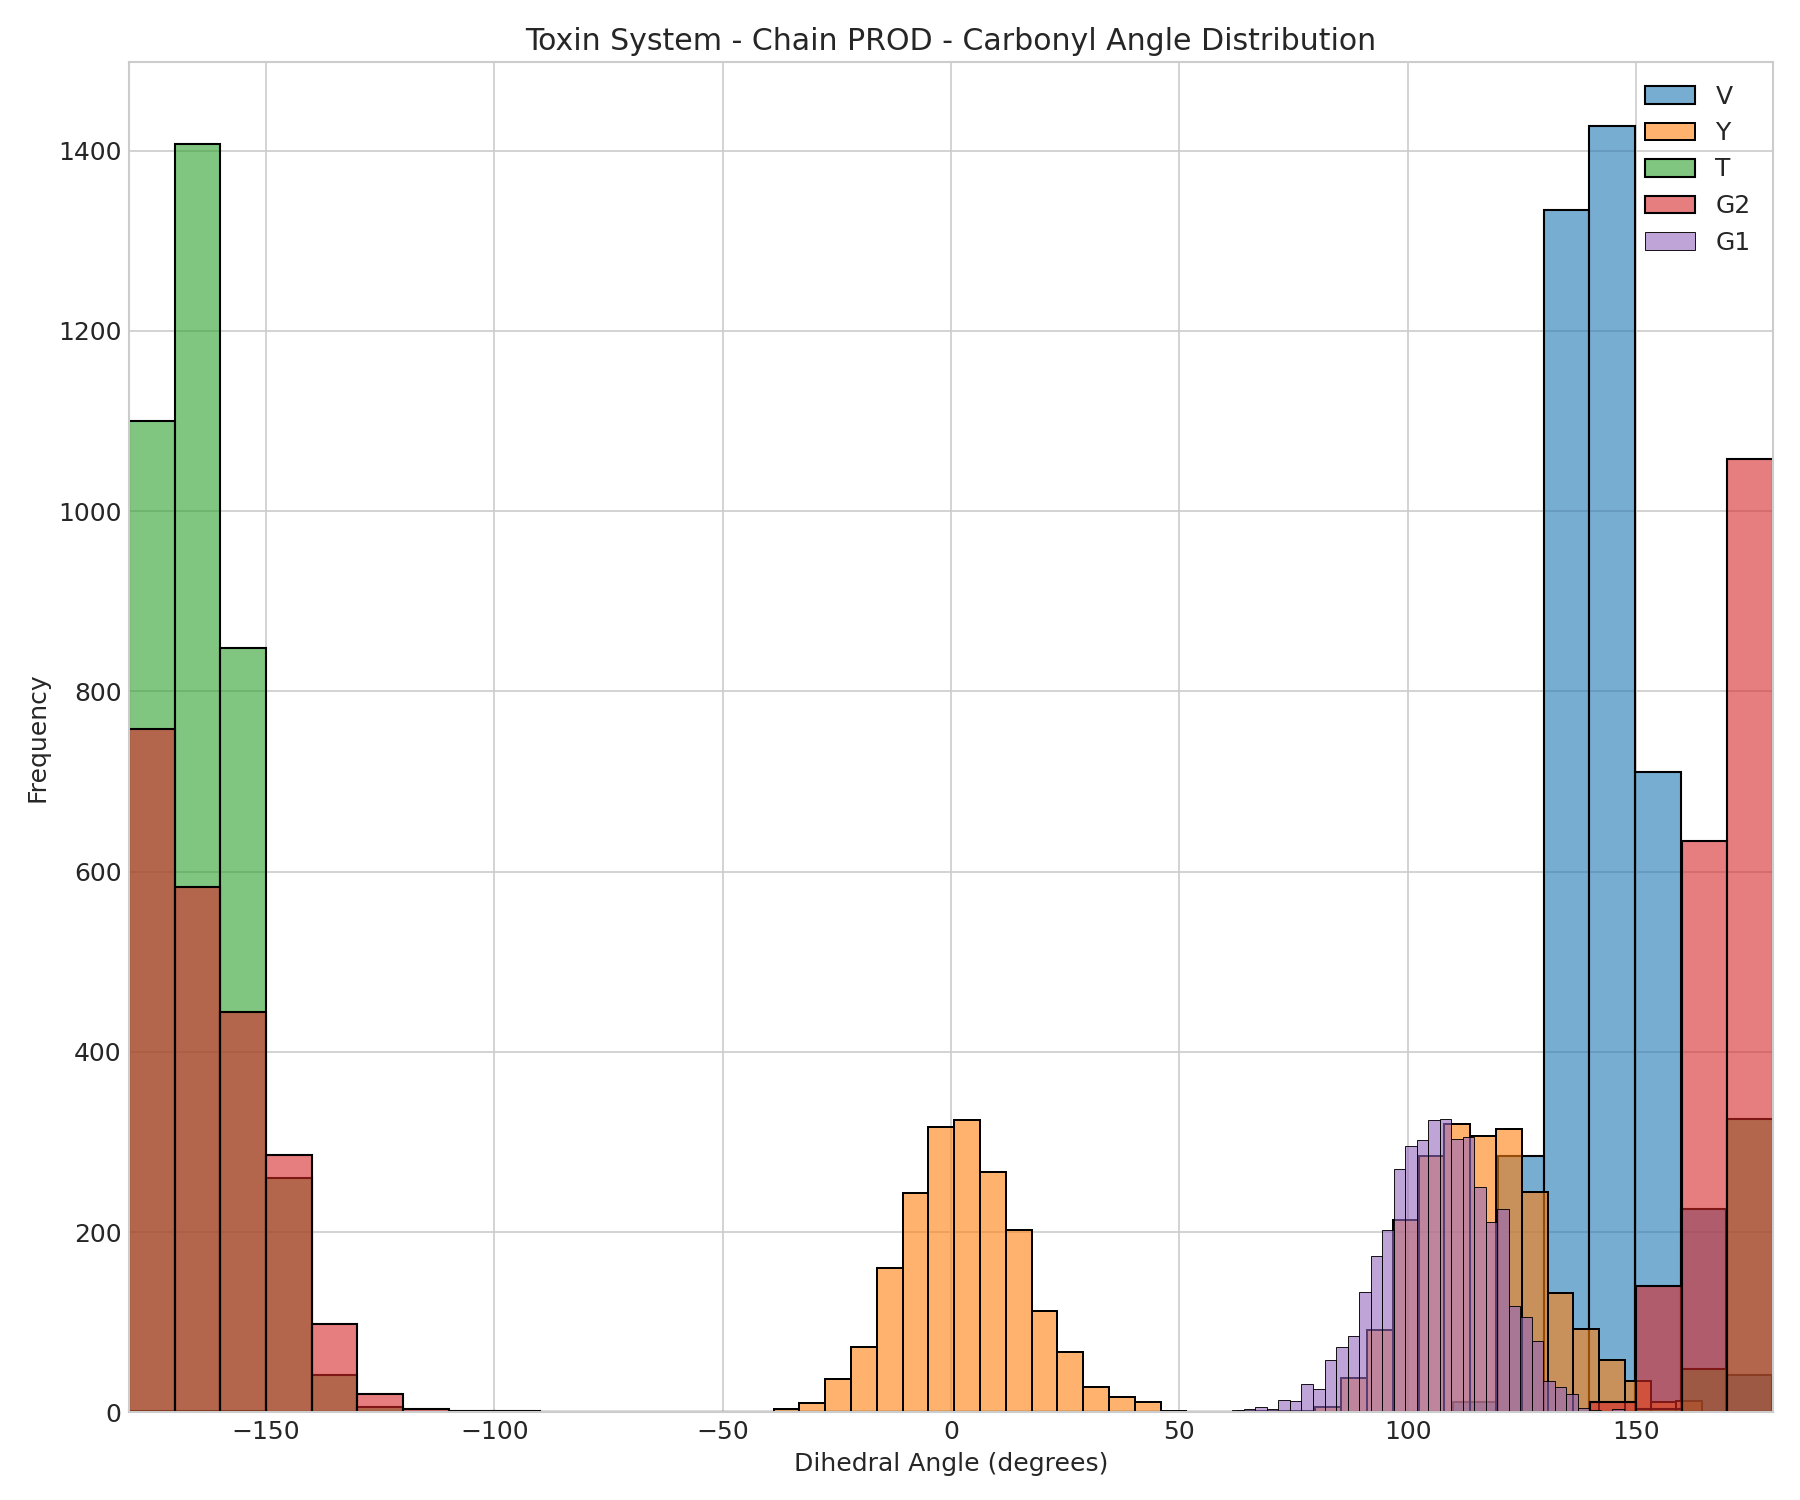 Toxin System - Chain PROD - Carbonyl Angle Distribution
V
Y
T
G2
G1
1400
1200
1000
800
600
400
200
0
Frequency
−150
−100
−50
0
50
100
150
Dihedral Angle (degrees)